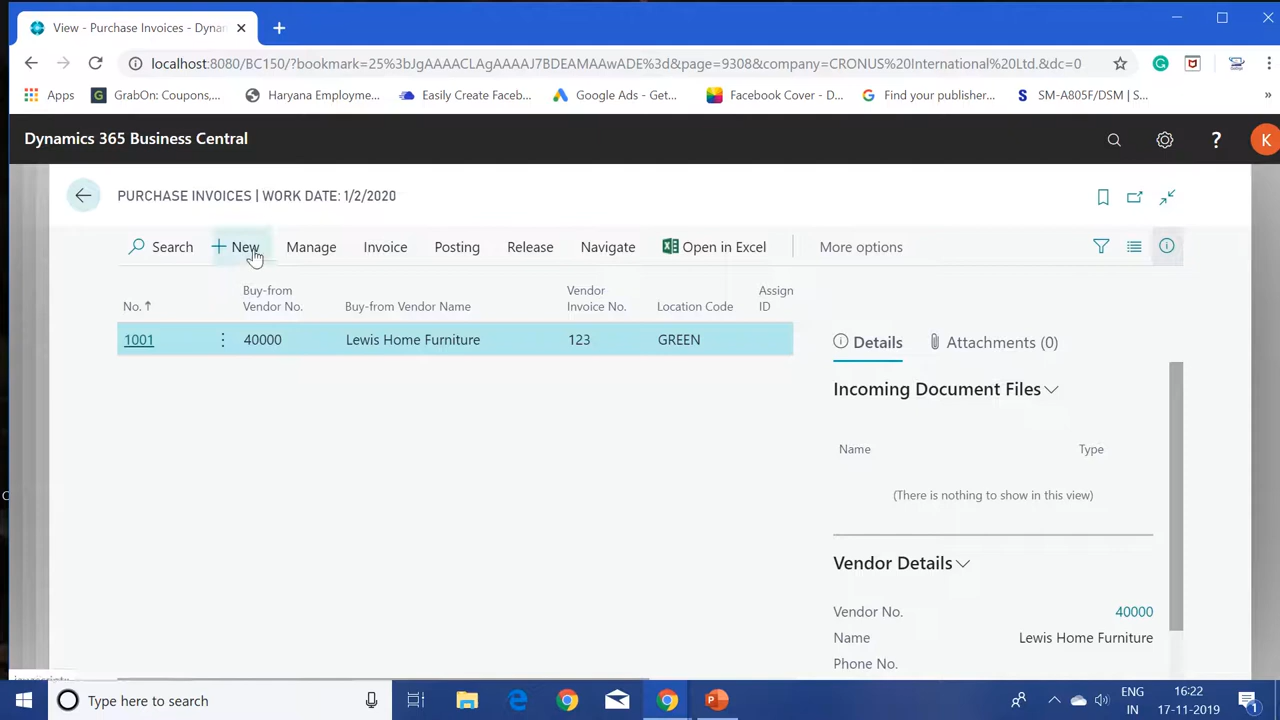 View - Purchase Invoices - Dynar
localhost:8080/BC150/?bookmark=25%3bJgAAAACLAgAAAAJ7BDEAMAAwADE%3d&page=9308&company=CRONUS%20International%20Ltd.&dc=0
Apps
GrabOn: Coupons,...
Haryana Employme...
Easily Create Faceb...
Google Ads - Get...
Facebook Cover - D...
Find your publisher...
SM-A805F/DSM | S...
»
Dynamics 365 Business Central
?
K
PURCHASE INVOICES | WORK DATE: 1/2/2020
Search
New
Manage
Invoice
Posting
Release
Navigate
Open in Excel
More options
No. ↑
Buy-from
Vendor No.
Buy-from Vendor Name
Vendor
Invoice No.
Location Code
Assign
ID
1001
40000
Lewis Home Furniture
123
GREEN
Details
Attachments (0)
Incoming Document Files
Name
Type
(There is nothing to show in this view)
Vendor Details
Vendor No.
40000
Name
Lewis Home Furniture
Phone No.
Type here to search
ENG
IN
16:22
17-11-2019
1